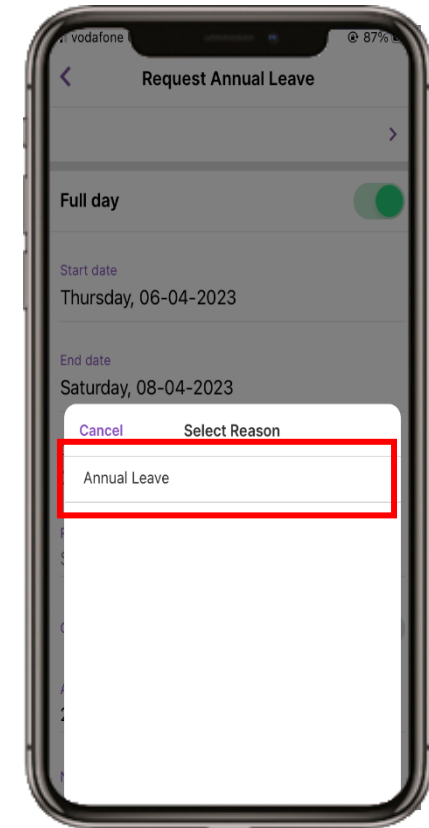 vodafone
87%
Request Annual Leave
Full day
Start date
Thursday, 06-04-2023
End date
Saturday, 08-04-2023
Cancel Select Reason
Annual Leave